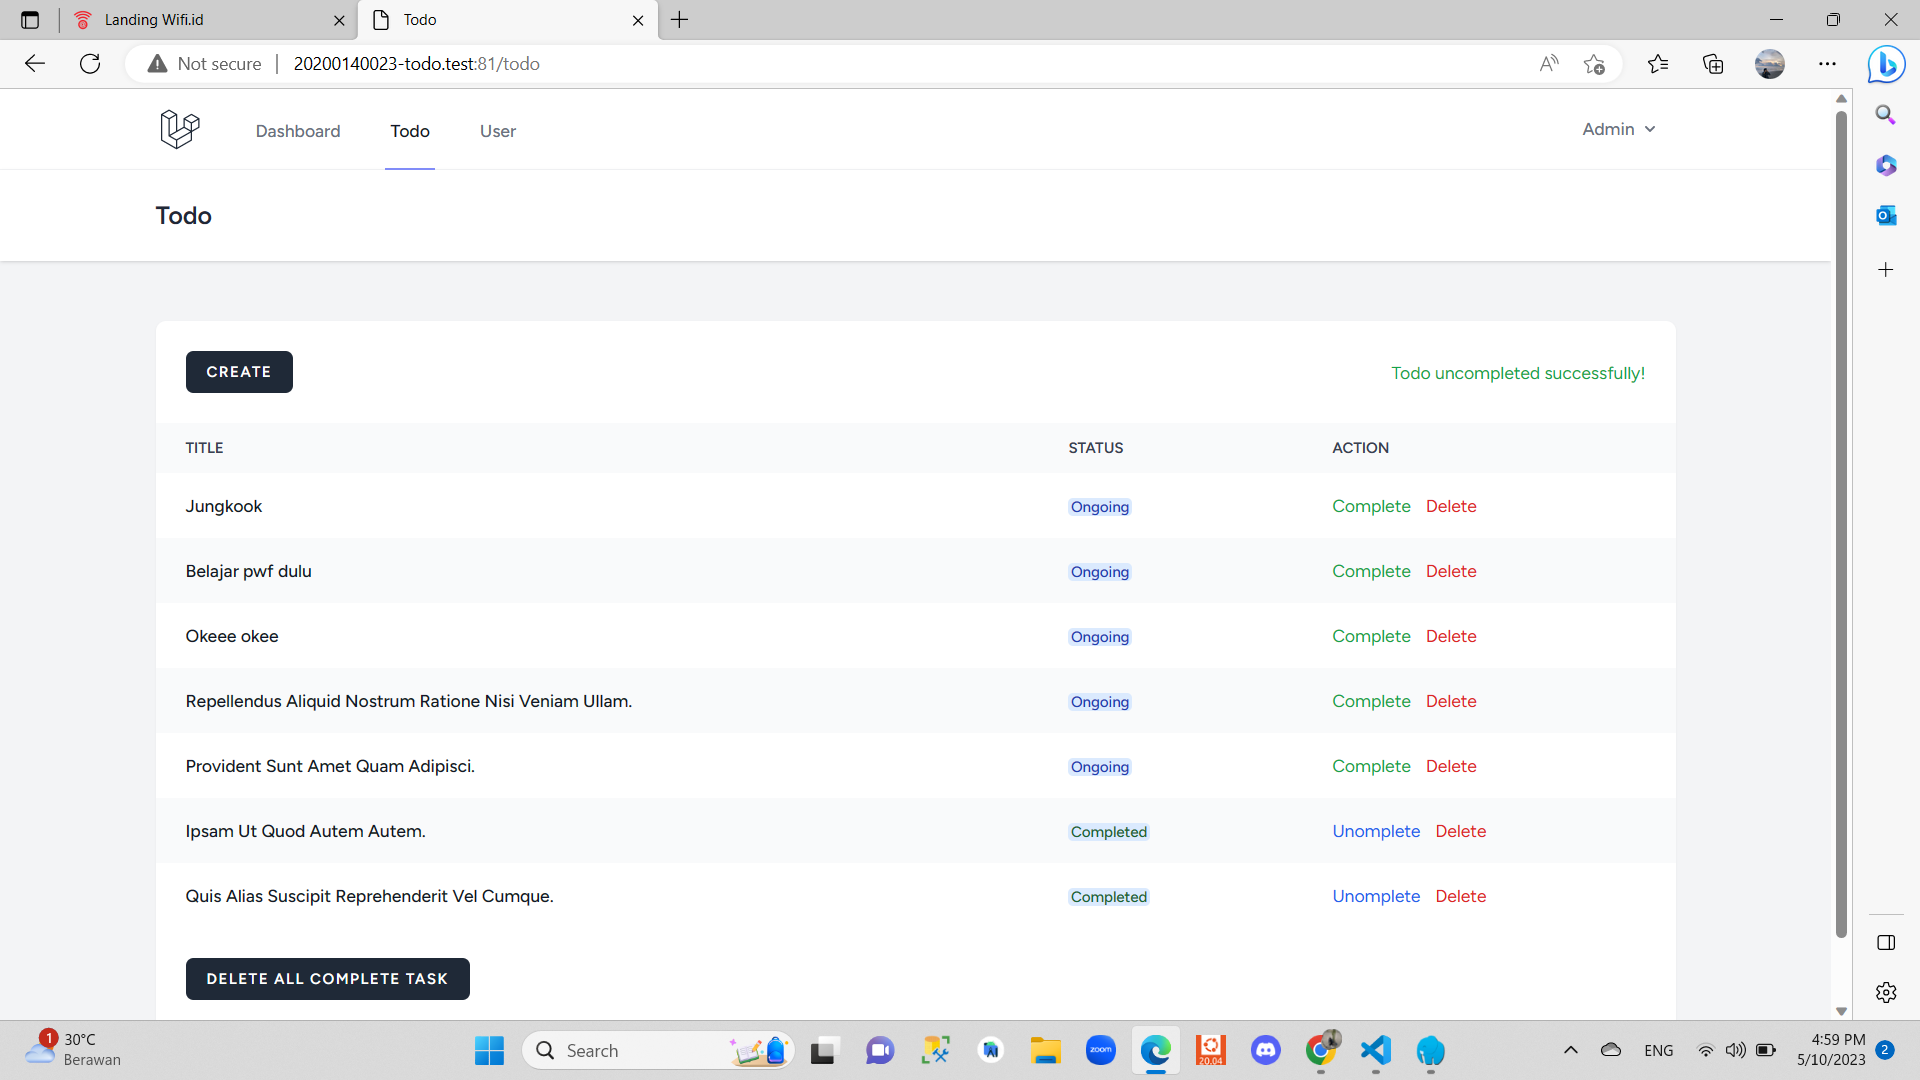 Landing Wifi.id
Todo
Not secure
20200140023-todo.test:81/todo
Dashboard
Todo
User
Admin
Todo
CREATE
Todo uncompleted successfully!
TITLE STATUS ACTION
Jungkook Ongoing Complete Delete
Belajar pwf dulu Ongoing Complete Delete
Okeee okee Ongoing Complete Delete
Repellendus Aliquid Nostrum Ratione Nisi Veniam Ullam. Ongoing Complete Delete
Provident Sunt Amet Quam Adipisci. Ongoing Complete Delete
Ipsam Ut Quod Autem Autem. Completed Unomplete Delete
Quis Alias Suscipit Reprehenderit Vel Cumque. Completed Unomplete Delete
DELETE ALL COMPLETE TASK
1
30°C
Berawan
Search
zoom
20.04
ENG
4:59 PM
5/10/2023
2